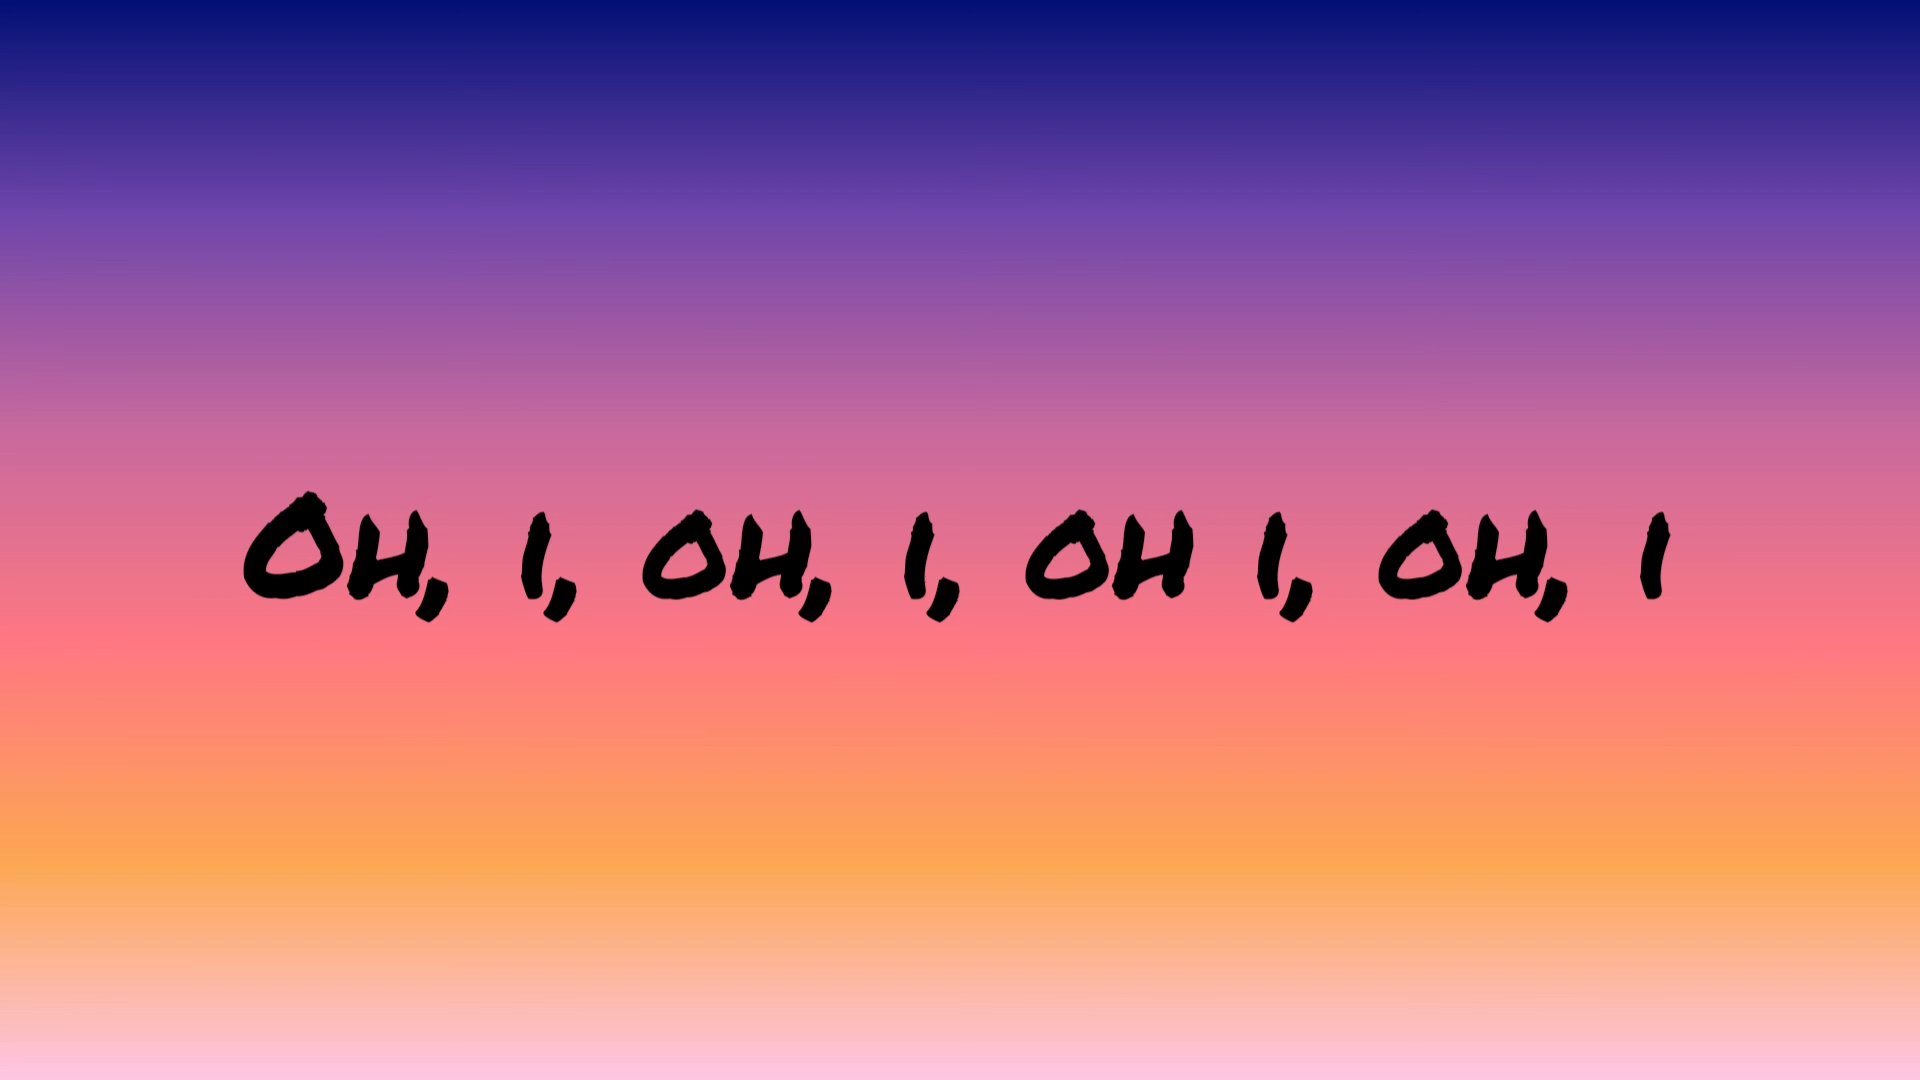 Oh, I, oh, I, oh I, oh, I